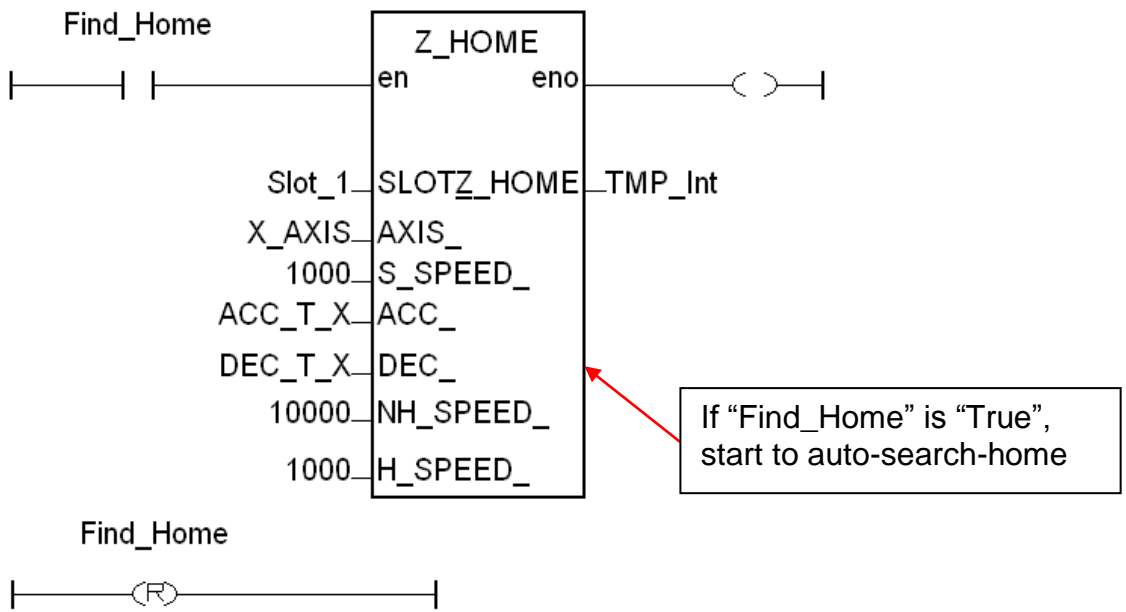 Find_Home
Z_HOME
en eno
Slot_1 SLOTZ_HOME TMP_Int
X_AXIS AXIS_
1000 S_SPEED_
ACC_T_X ACC_
DEC_T_X DEC_
10000 NH_SPEED_
1000 H_SPEED_
If “Find_Home” is “True”,
start to auto-search-home
Find_Home
R